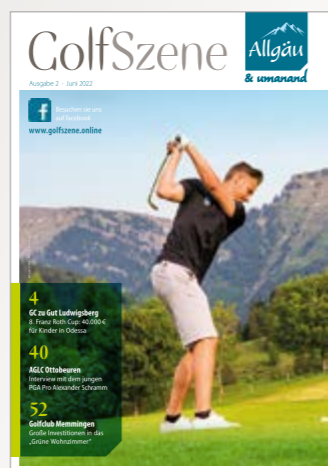 GolfSzene
Allgäu
& umanand
Ausgabe 2 - Juni 2022
f
Besuchen sie uns
auf facebook
www.golfszene.online
4
GC zu Gut Ludwigsberg
8. Franz Roth Cup: 40.000 €
für Kinder in Odessa
40
AGLC Ottobeuren
Interview mit dem jungen
PGA Pro Alexander Schramm
52
Golfclub Memmingen
Große Investitionen in das
„Grüne Wohnzimmer“